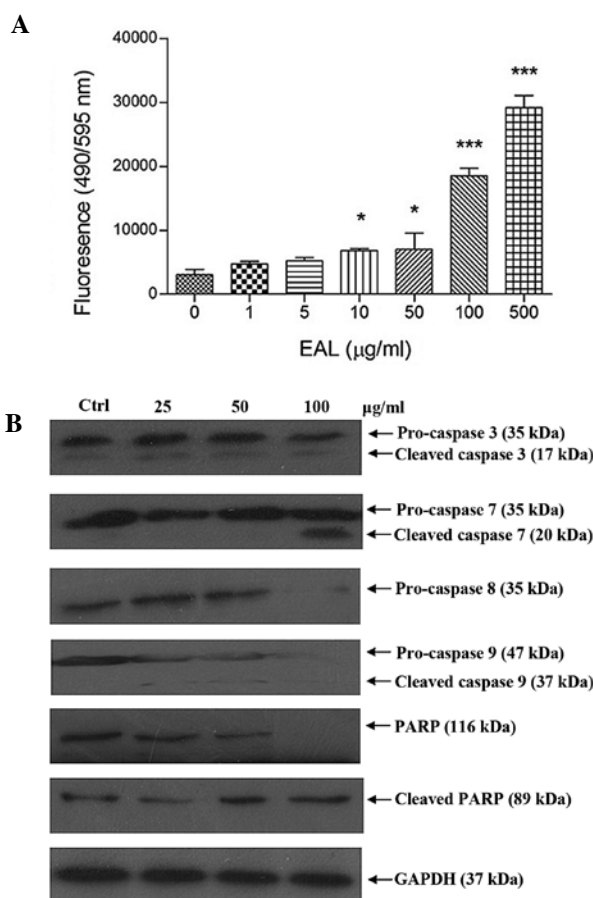 A
Fluoresence (490/595 nm)
40000
30000
20000
10000
0
*
*
***
***
0 1 5 10 50 100 500
EAL (μg/ml)
B
Ctrl 25 50 100 μg/ml
Pro-caspase 3 (35 kDa)
Cleaved caspase 3 (17 kDa)
Pro-caspase 7 (35 kDa)
Cleaved caspase 7 (20 kDa)
Pro-caspase 8 (35 kDa)
Pro-caspase 9 (47 kDa)
Cleaved caspase 9 (37 kDa)
PARP (116 kDa)
Cleaved PARP (89 kDa)
GAPDH (37 kDa)